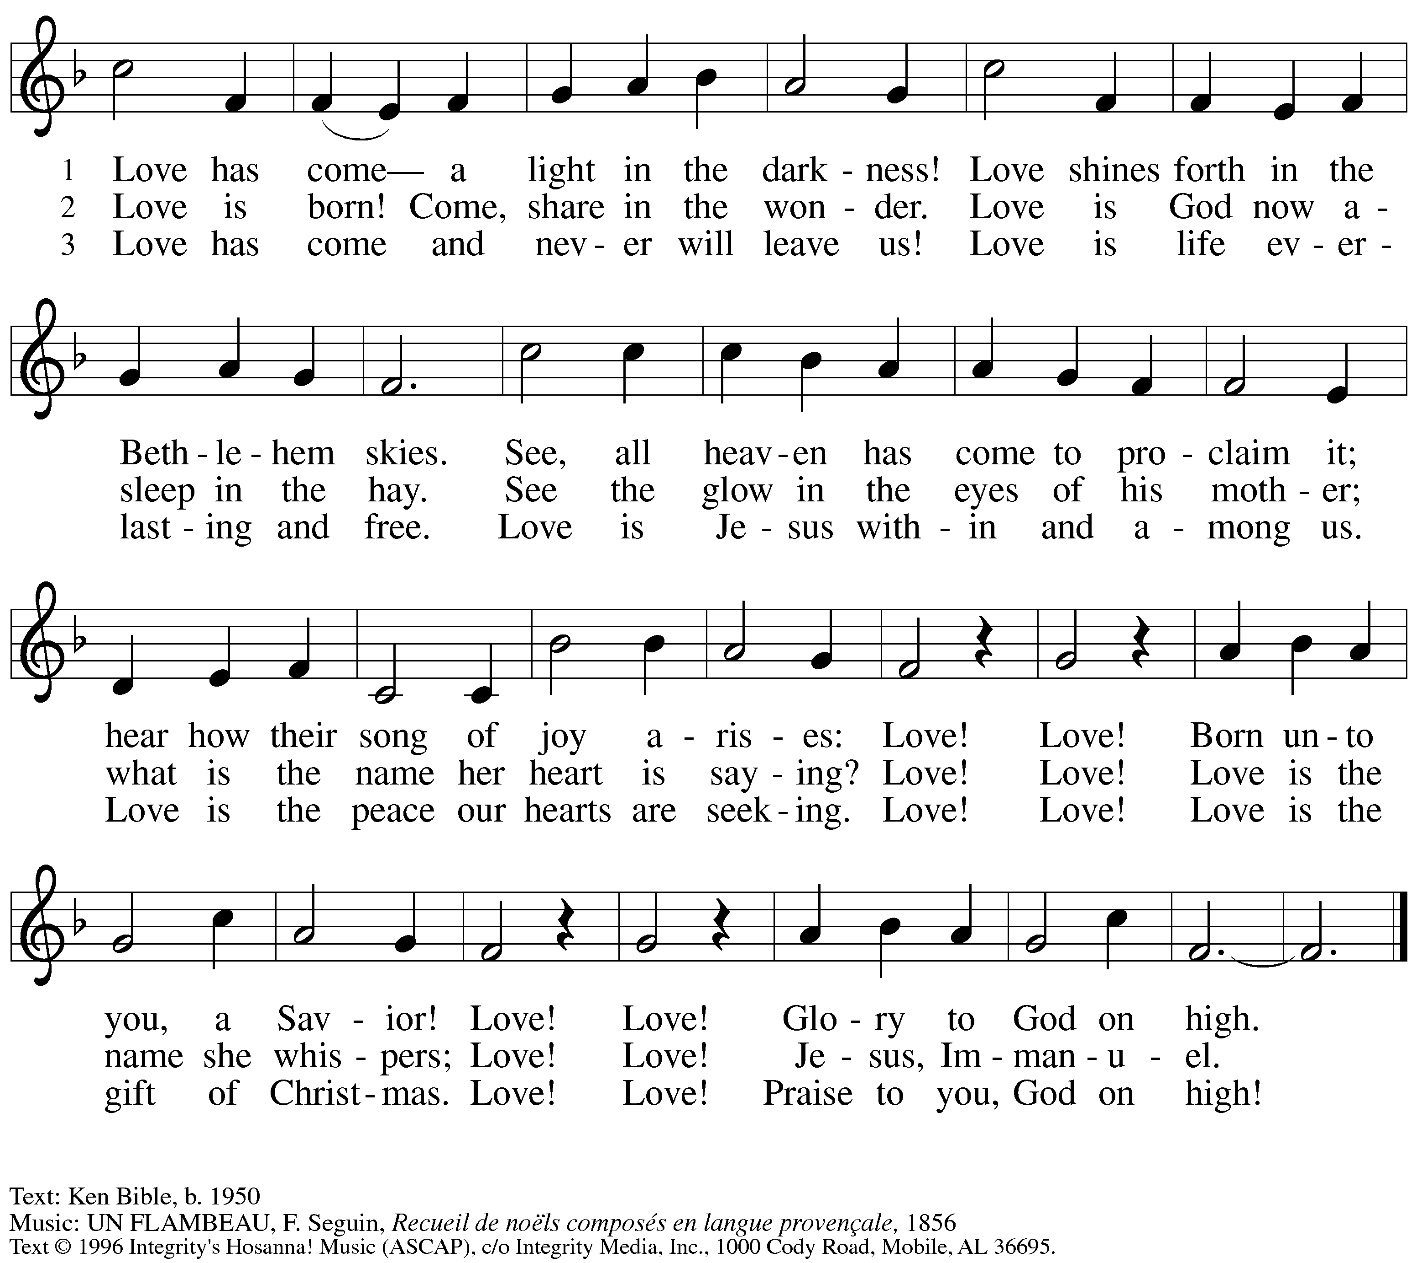 1 Love has come— a light in the dark - ness! Love shines forth in the
2 Love is born! Come, share in the won - der. Love is God now a -
3 Love has come and nev - er will leave us! Love is life ev - er -
Beth - le - hem skies. See, all heav - en has come to pro - claim it;
sleep in the hay. See the glow in the eyes of his moth - er;
last - ing and free. Love is Je - sus with - in and a - mong us.
hear how their song of joy a - ris - es: Love! Love! Born un - to
what is the name her heart is say - ing? Love! Love! Love is the
Love is the peace our hearts are seek - ing. Love! Love! Love is the
you, a Sav - ior! Love! Love! Glo - ry to God on high.
name she whis - pers; Love! Love! Je - sus, Im - man - u - el.
gift of Christ - mas. Love! Love! Praise to you, God on high!
Text: Ken Bible, b. 1950
Music: UN FLAMBEAU, F. Seguin, Recueil de noëls composés en langue provençale, 1856
Text © 1996 Integrity's Hosanna! Music (ASCAP), c/o Integrity Media, Inc., 1000 Cody Road, Mobile, AL 36695.